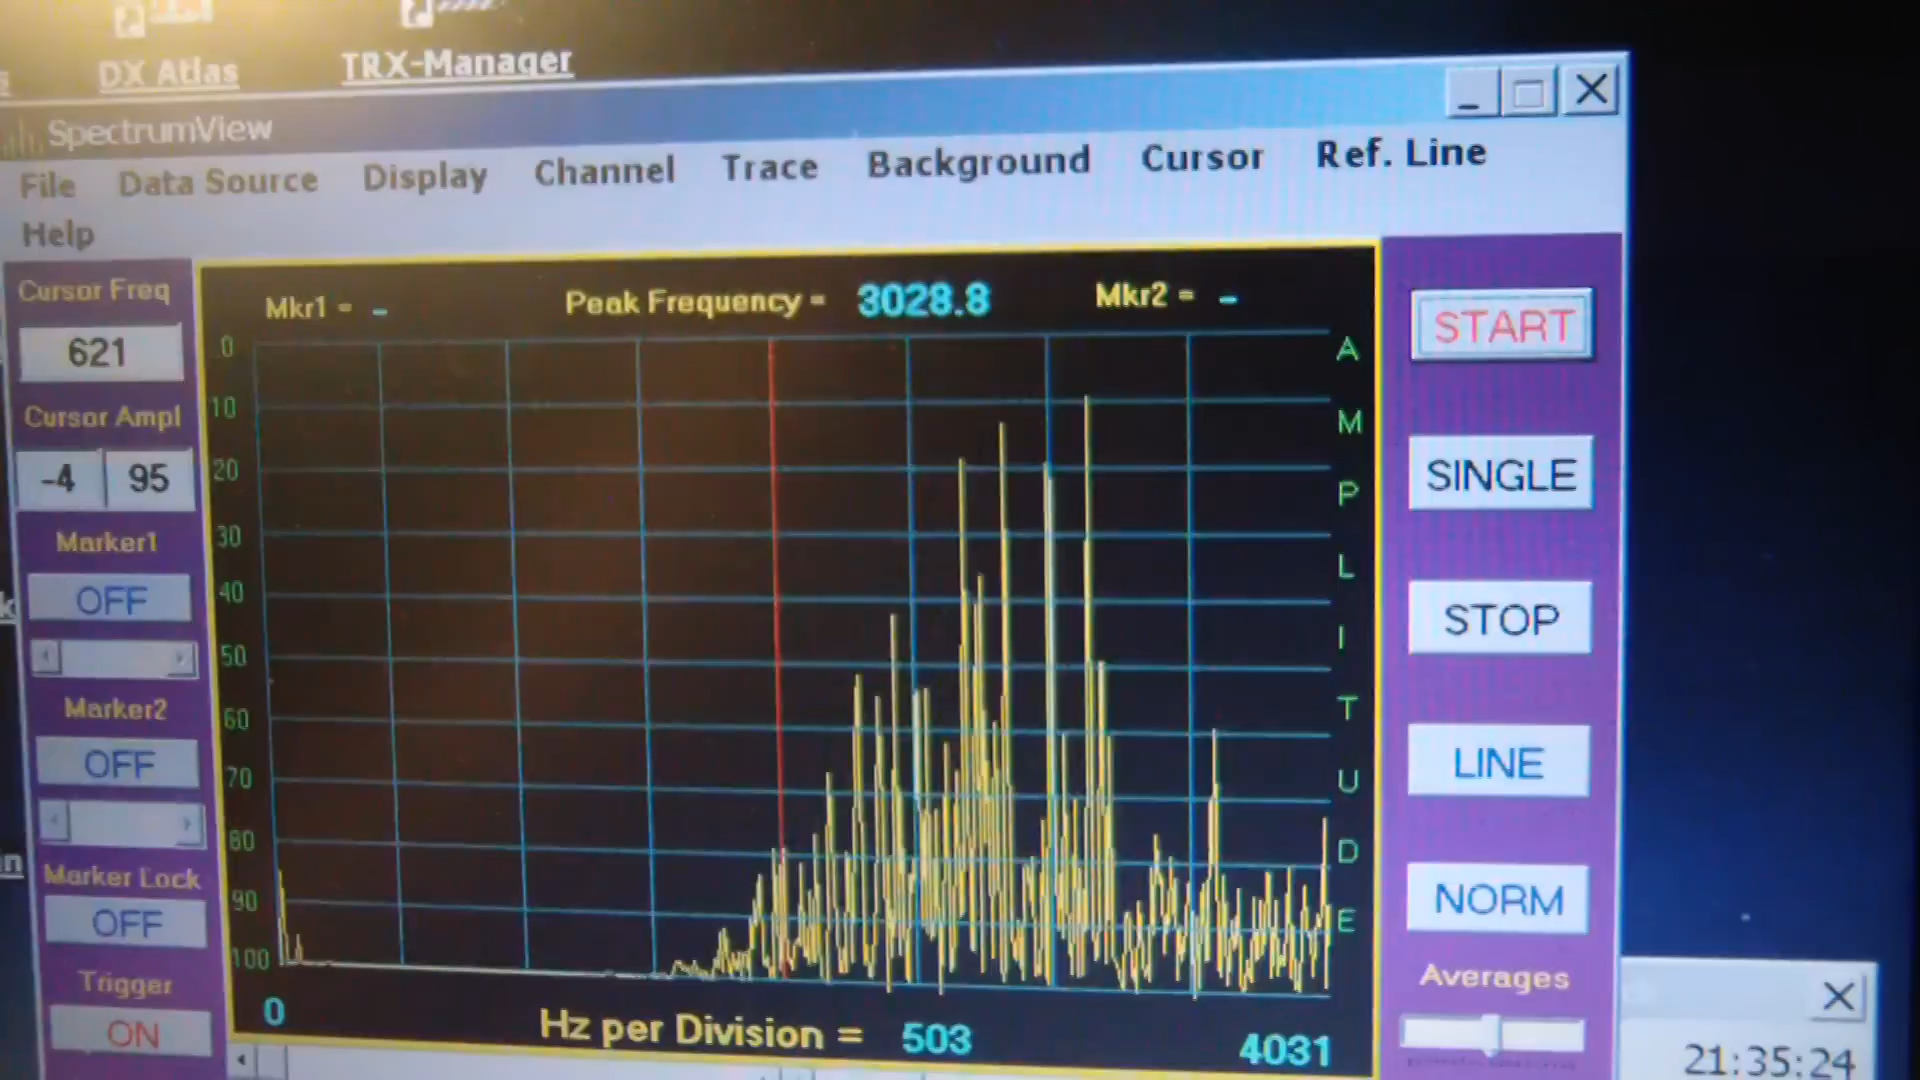 DX Atlas
TRX-Manager
SpectrumView
File Data Source Display Channel Trace Background Cursor Ref. Line
Help
Cursor Freq
621
Cursor Ampl
-4 95
Marker1
OFF
Marker2
OFF
Marker Lock
OFF
Trigger
ON
Mkr1 = - Peak Frequency = 3028.8 Mkr2 = -
0
10
20
30
40
50
60
70
80
90
100
AMPLITUDE
0 Hz per Division = 503 4031
START
SINGLE
STOP
LINE
NORM
Averages
21:35:24